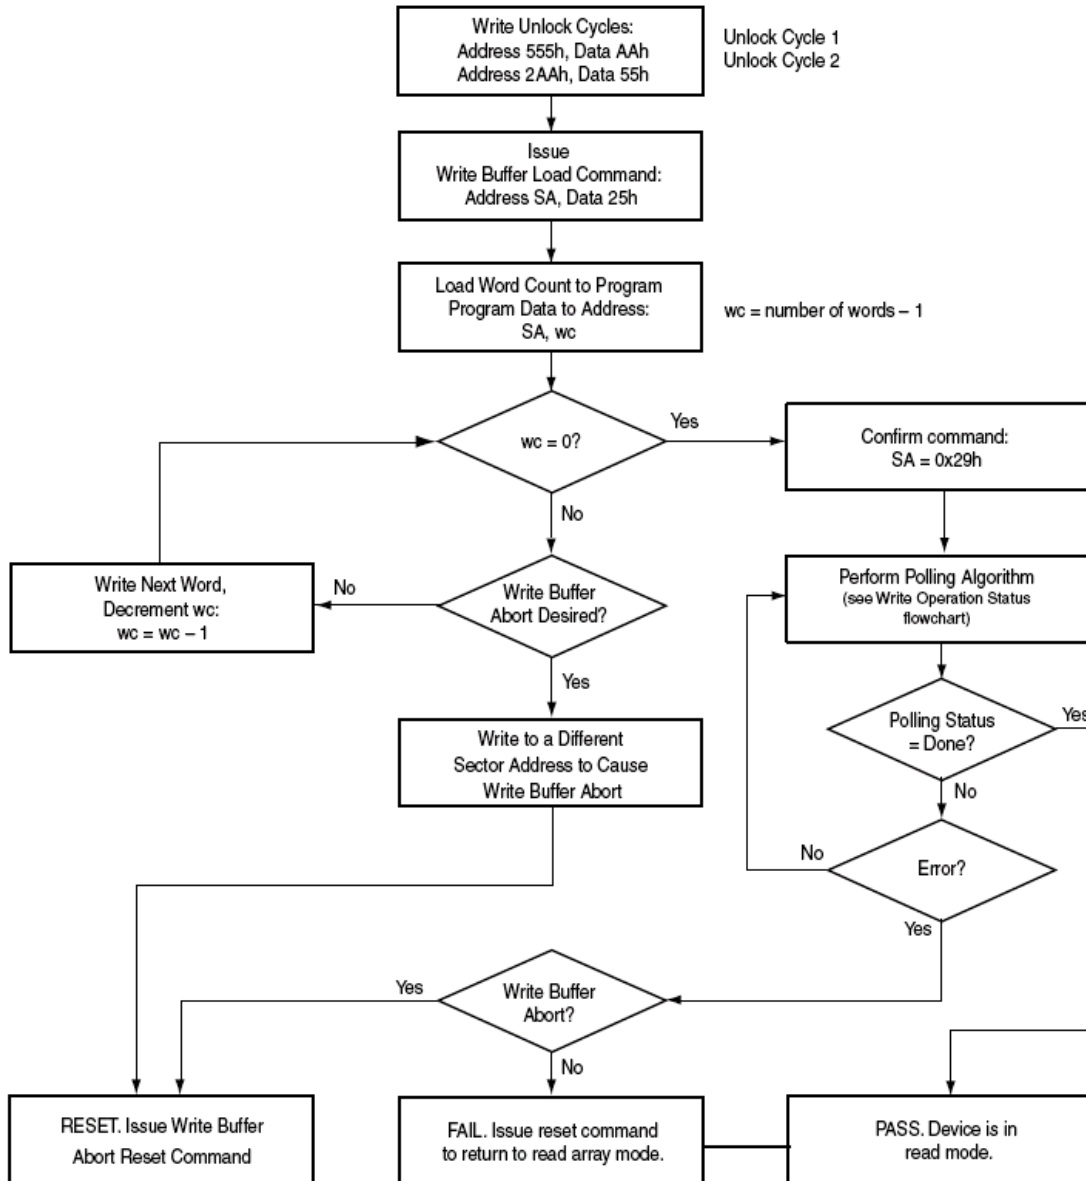 Write Unlock Cycles:
Address 555h, Data AAh
Address 2AAh, Data 55h
Unlock Cycle 1
Unlock Cycle 2
Issue
Write Buffer Load Command:
Address SA, Data 25h
Load Word Count to Program
Program Data to Address:
SA, wc
wc = number of words – 1
wc = 0?
Yes
Confirm command:
SA = 0x29h
No
Write Next Word,
Decrement wc:
wc = wc – 1
No
Write Buffer
Abort Desired?
Perform Polling Algorithm
(see Write Operation Status
flowchart)
Yes
Write to a Different
Sector Address to Cause
Write Buffer Abort
Polling Status
= Done?
Yes
No
No
Error?
Yes
Yes
Write Buffer
Abort?
No
RESET. Issue Write Buffer
Abort Reset Command
FAIL. Issue reset command
to return to read array mode.
PASS. Device is in
read mode.